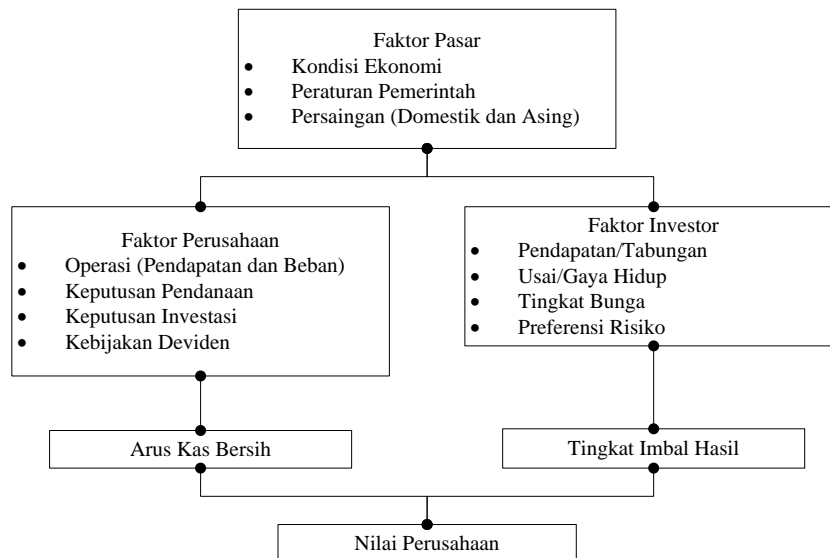 Faktor Pasar
• Kondisi Ekonomi
• Peraturan Pemerintah
• Persaingan (Domestik dan Asing)
Faktor Perusahaan
• Operasi (Pendapatan dan Beban)
• Keputusan Pendanaan
• Keputusan Investasi
• Kebijakan Deviden
Faktor Investor
• Pendapatan/Tabungan
• Usai/Gaya Hidup
• Tingkat Bunga
• Preferensi Risiko
Arus Kas Bersih
Tingkat Imbal Hasil
Nilai Perusahaan